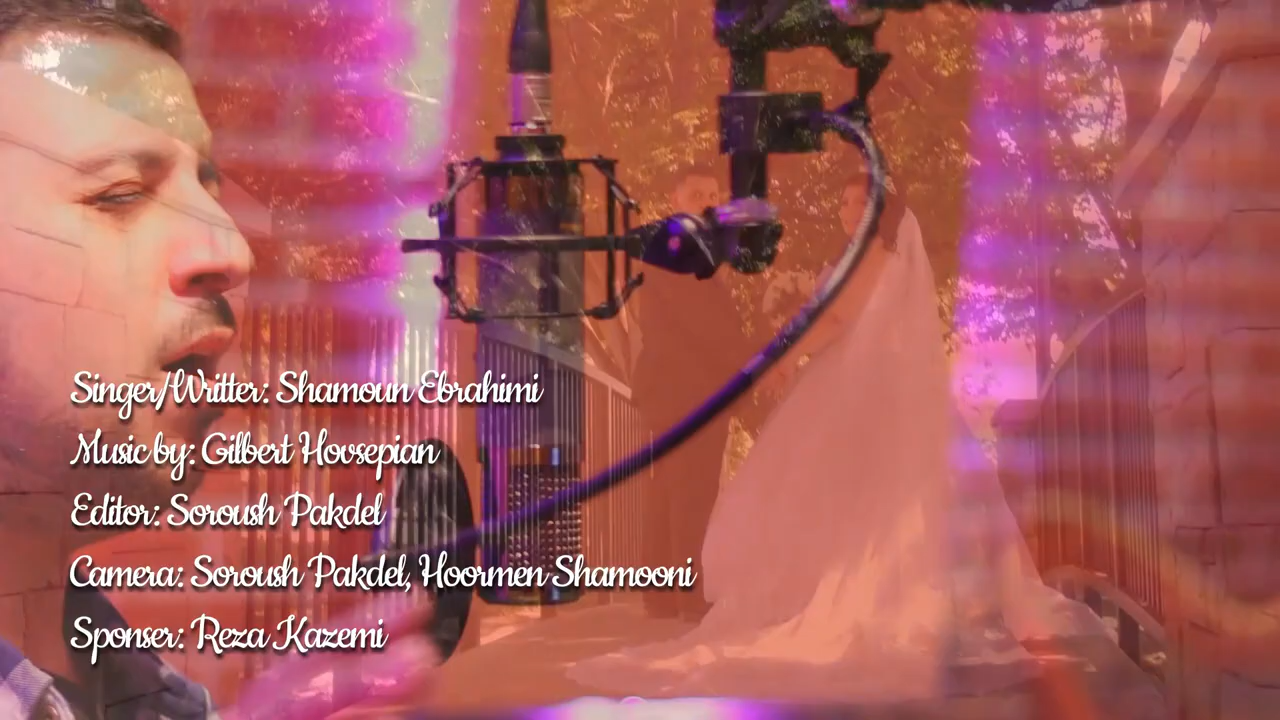 Singer/Writter: Shamoun Ebrahimi
Music by: Gilbert Hovsepian
Editor: Soroush Pakdel
Camera: Soroush Pakdel, Hoormen Shamooni
Sponser: Reza Kazemi